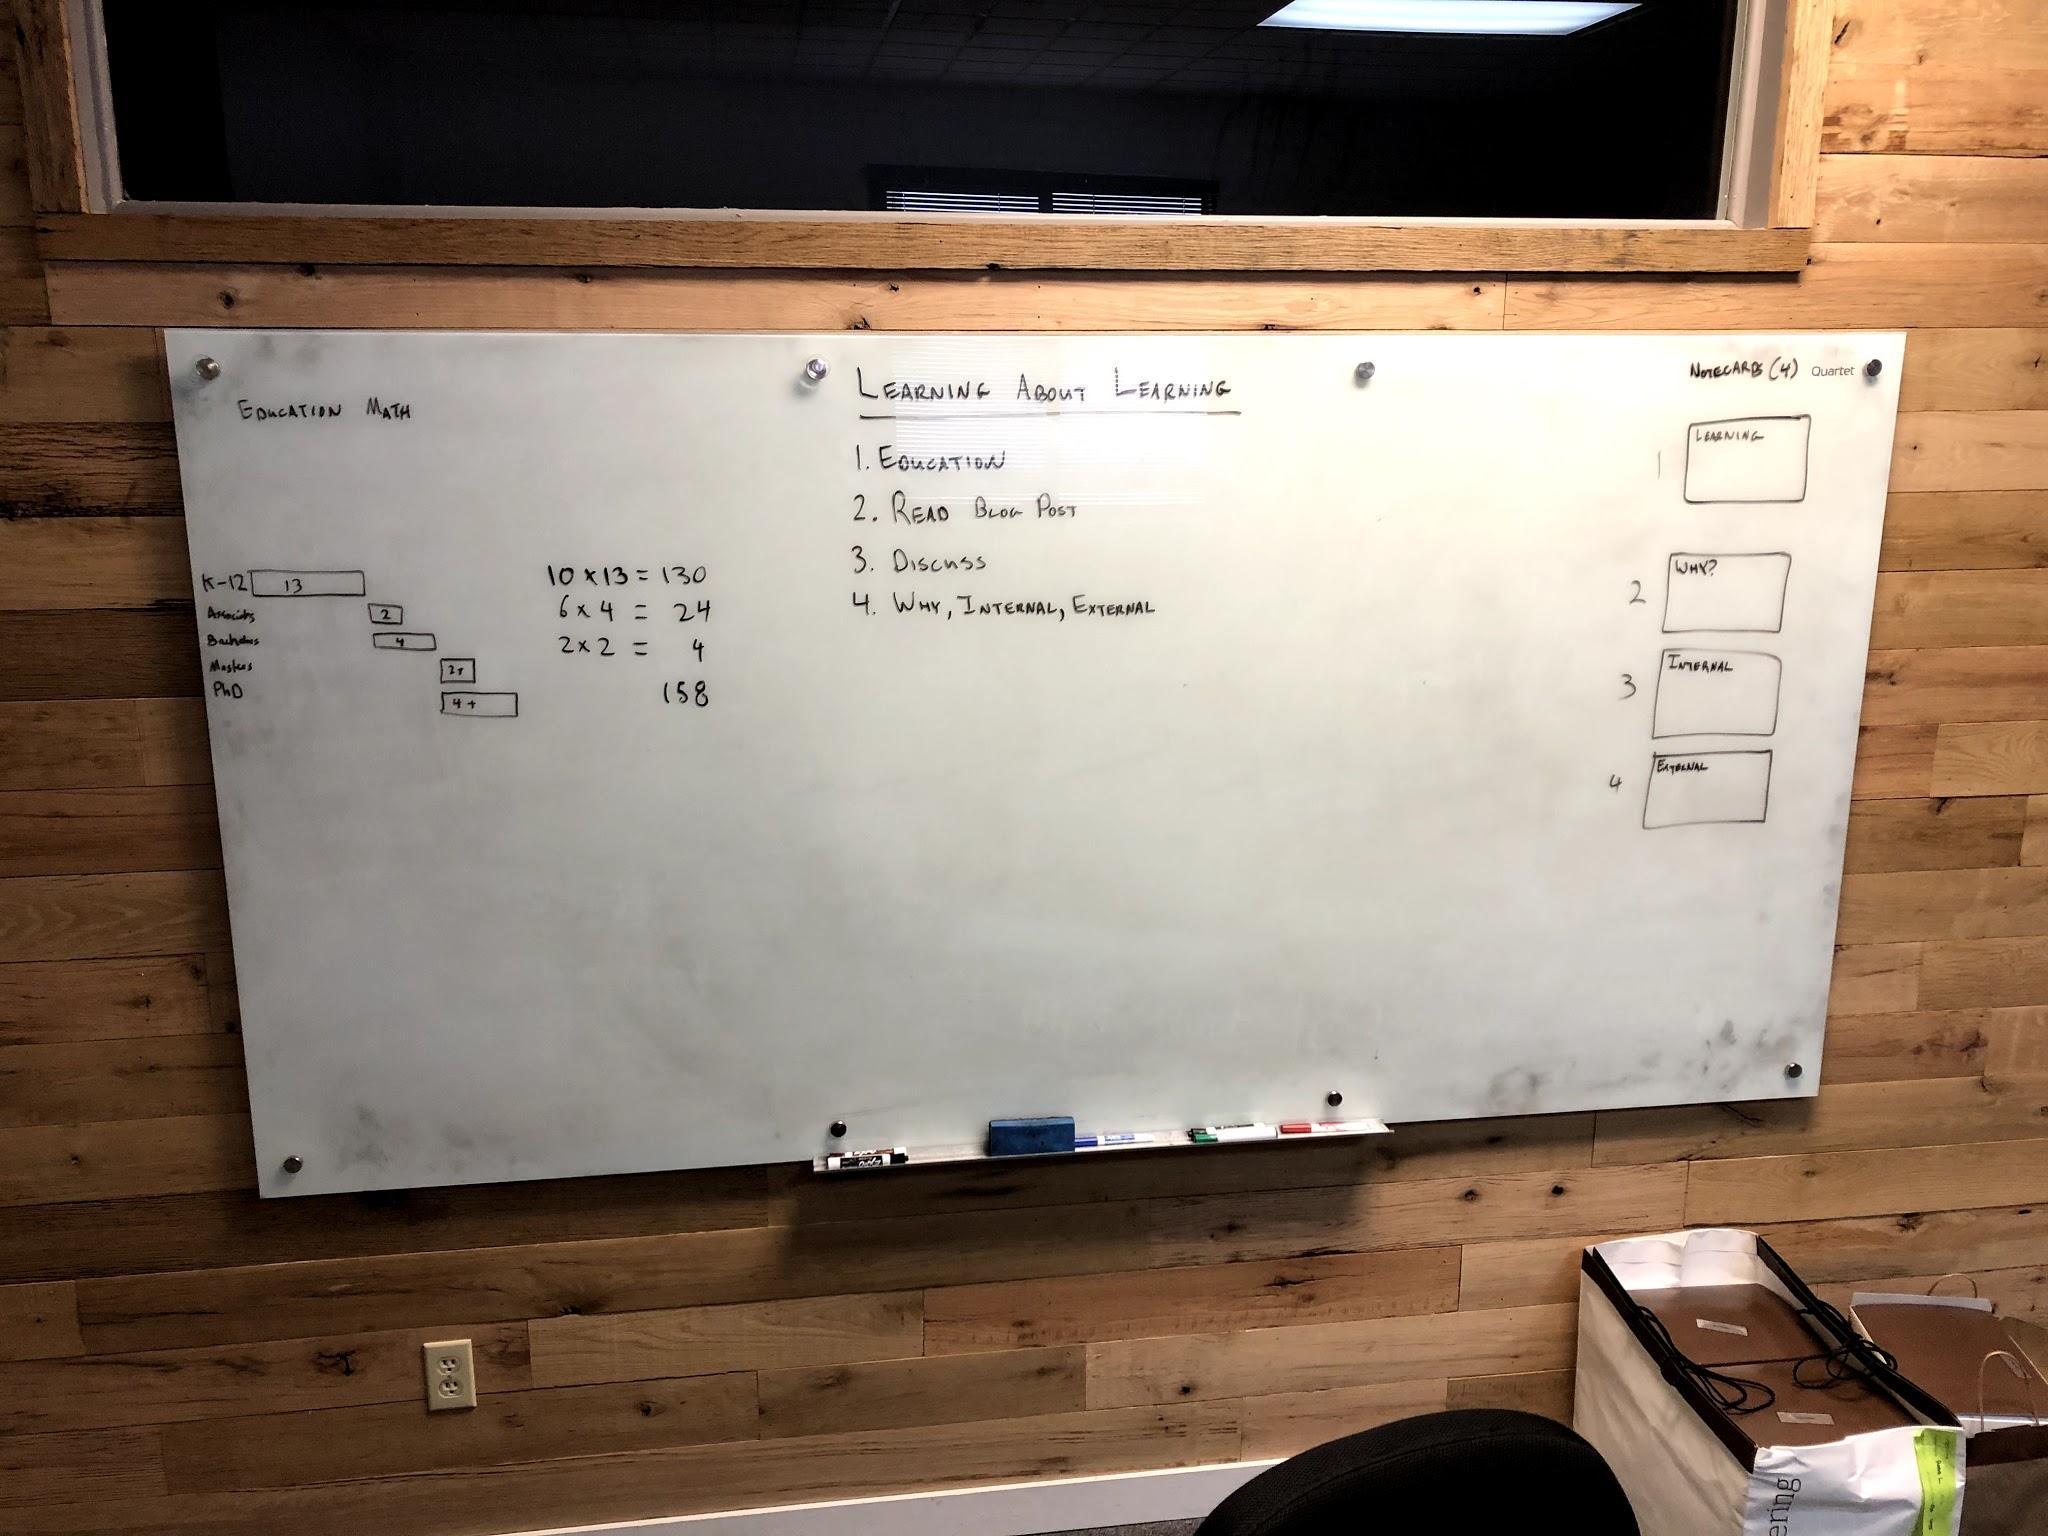 LEARNING ABOUT LEARNING
EDUCATION MATH
K-12 13
Associates 2
Bachelors 4
Masters 2+
PhD 4+
10 x 13 = 130
6 x 4 = 24
2 x 2 = 4
158
1. EDUCATION
2. READ BLOG POST
3. DISCUSS
4. WHY, INTERNAL, EXTERNAL
NOTECARDS (4) Quartet
1 LEARNING
2 WHY?
3 INTERNAL
4 EXTERNAL
ering